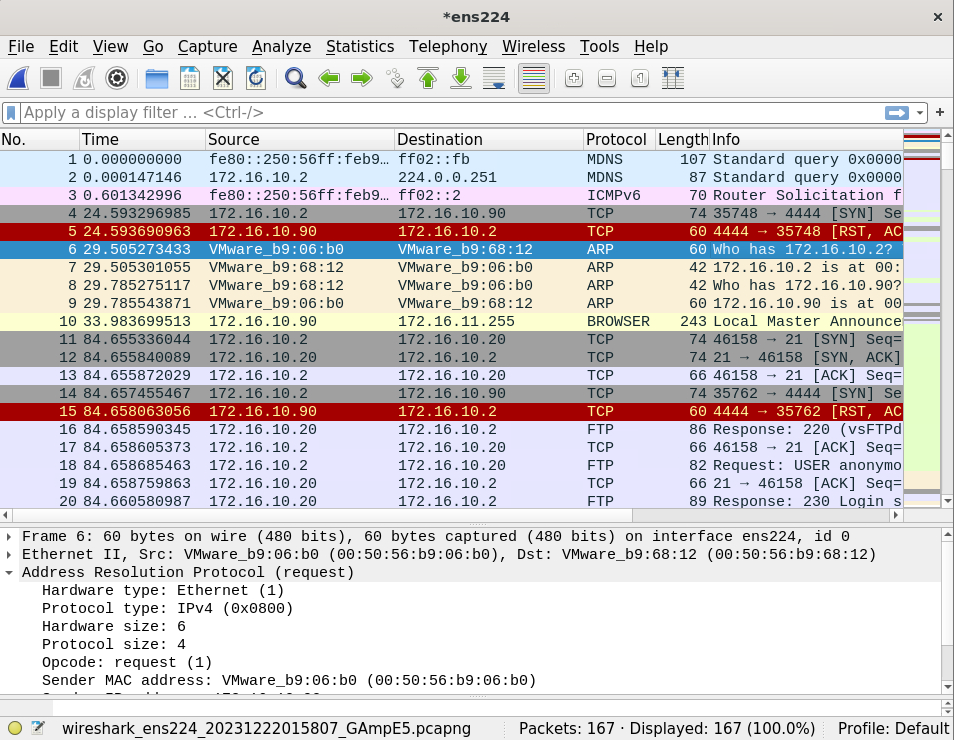 *ens224
File Edit View Go Capture Analyze Statistics Telephony Wireless Tools Help
Apply a display filter … <Ctrl-/>
No. Time Source Destination Protocol Length Info
1 0.000000000 fe80::250:56ff:feb9… ff02::fb MDNS 107 Standard query 0x0000
2 0.000147146 172.16.10.2 224.0.0.251 MDNS 87 Standard query 0x0000
3 0.601342996 fe80::250:56ff:feb9… ff02::2 ICMPv6 70 Router Solicitation f
4 24.593296985 172.16.10.2 172.16.10.90 TCP 74 35748 → 4444 [SYN] Se
5 24.593690963 172.16.10.90 172.16.10.2 TCP 60 4444 → 35748 [RST, AC
6 29.505273433 VMware_b9:06:b0 VMware_b9:68:12 ARP 60 Who has 172.16.10.2?
7 29.505301055 VMware_b9:68:12 VMware_b9:06:b0 ARP 42 172.16.10.2 is at 00:
8 29.785275117 VMware_b9:68:12 VMware_b9:06:b0 ARP 42 Who has 172.16.10.90?
9 29.785543871 VMware_b9:06:b0 VMware_b9:68:12 ARP 60 172.16.10.90 is at 00
10 33.983699513 172.16.10.90 172.16.11.255 BROWSER 243 Local Master Announce
11 84.655336044 172.16.10.2 172.16.10.20 TCP 74 46158 → 21 [SYN] Seq=
12 84.655840089 172.16.10.20 172.16.10.2 TCP 74 21 → 46158 [SYN, ACK]
13 84.655872029 172.16.10.2 172.16.10.20 TCP 66 46158 → 21 [ACK] Seq=
14 84.657455467 172.16.10.2 172.16.10.90 TCP 74 35762 → 4444 [SYN] Se
15 84.658063056 172.16.10.90 172.16.10.2 TCP 60 4444 → 35762 [RST, AC
16 84.658590345 172.16.10.20 172.16.10.2 FTP 86 Response: 220 (vsFTPd
17 84.658605373 172.16.10.2 172.16.10.20 TCP 66 46158 → 21 [ACK] Seq=
18 84.658685463 172.16.10.2 172.16.10.20 FTP 82 Request: USER anonymo
19 84.658759863 172.16.10.20 172.16.10.2 TCP 66 21 → 46158 [ACK] Seq=
20 84.660580987 172.16.10.20 172.16.10.2 FTP 89 Response: 230 Login s
Frame 6: 60 bytes on wire (480 bits), 60 bytes captured (480 bits) on interface ens224, id 0
Ethernet II, Src: VMware_b9:06:b0 (00:50:56:b9:06:b0), Dst: VMware_b9:68:12 (00:50:56:b9:68:12)
Address Resolution Protocol (request)
Hardware type: Ethernet (1)
Protocol type: IPv4 (0x0800)
Hardware size: 6
Protocol size: 4
Opcode: request (1)
Sender MAC address: VMware_b9:06:b0 (00:50:56:b9:06:b0)
wireshark_ens224_20231222015807_GAmpE5.pcapng Packets: 167 · Displayed: 167 (100.0%) Profile: Default